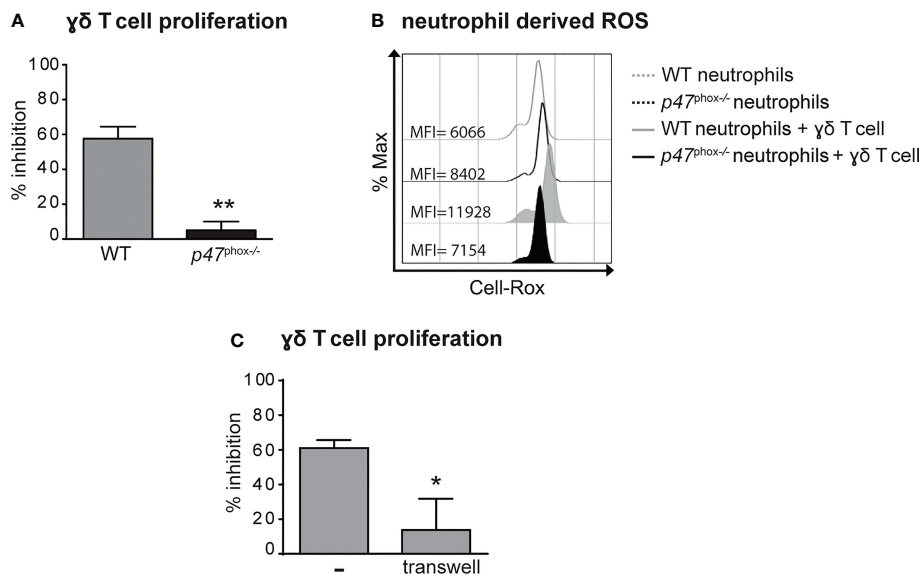 A ɣδ T cell proliferation
% inhibition
100
80
60
40
20
0
WT
**
p47phox-/-
B neutrophil derived ROS
% Max
MFI= 6066
MFI= 8402
MFI=11928
MFI= 7154
Cell-Rox
WT neutrophils
p47phox-/- neutrophils
WT neutrophils + ɣδ T cell
p47phox-/- neutrophils + ɣδ T cell
C ɣδ T cell proliferation
% inhibition
100
80
60
40
20
0
-
*
transwell